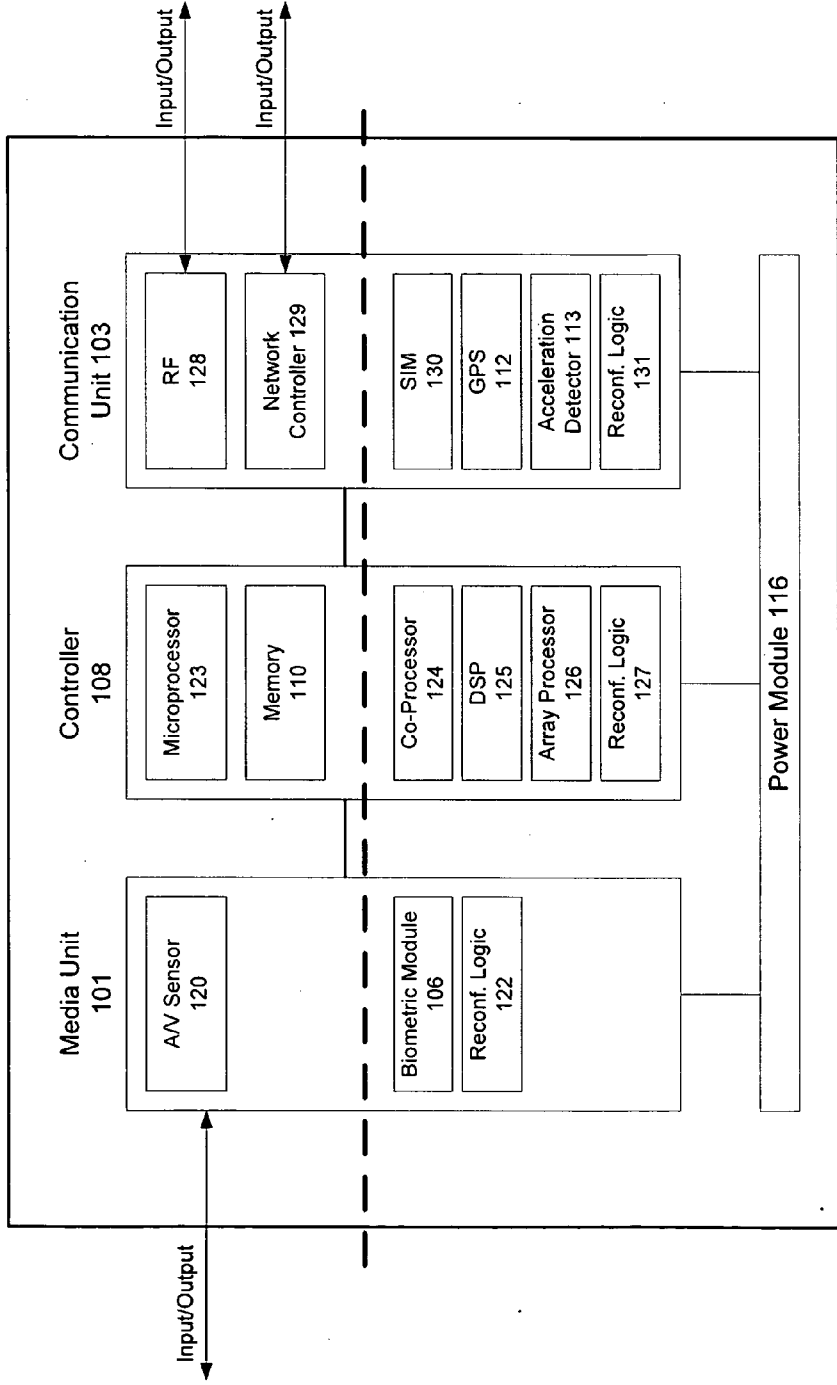 Input/Output
Media Unit
101
A/V Sensor
120
Biometric Module
106
Reconf. Logic
122
Controller
108
Microprocessor
123
Memory
110
Co-Processor
124
DSP
125
Array Processor
126
Reconf. Logic
127
Communication
Unit 103
RF
128
Network
Controller 129
SIM
130
GPS
112
Acceleration
Detector 113
Reconf. Logic
131
Input/Output
Input/Output
Power Module 116